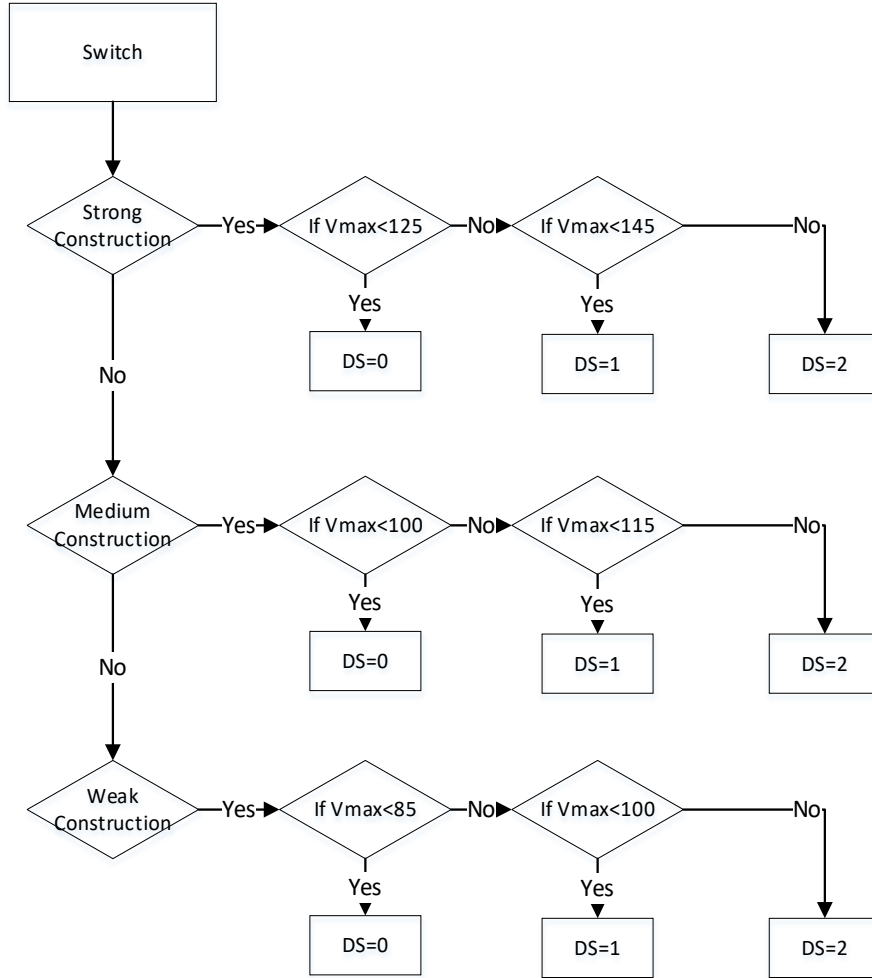 Switch
Strong
Construction
Yes
If Vmax<125
No
If Vmax<145
No
Yes
Yes
DS=0
DS=1
DS=2
No
Medium
Construction
Yes
If Vmax<100
No
If Vmax<115
No
Yes
Yes
DS=0
DS=1
DS=2
No
Weak
Construction
Yes
If Vmax<85
No
If Vmax<100
No
Yes
Yes
DS=0
DS=1
DS=2